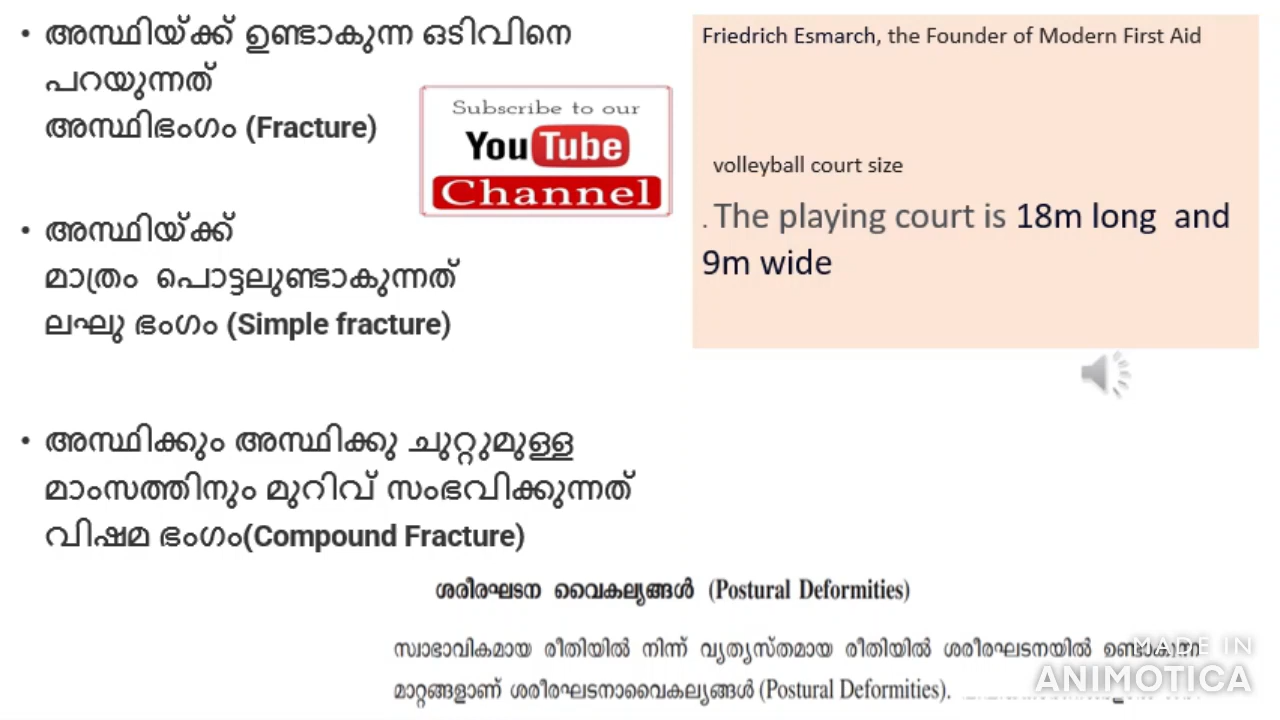 • അസ്ഥിയ്ക്ക് ഉണ്ടാകുന്ന ഒടിവിനെ
പറയുന്നത്
അസ്ഥിഭംഗം (Fracture)
• അസ്ഥിയ്ക്ക്
മാത്രം പൊട്ടലുണ്ടാകുന്നത്
ലഘു ഭംഗം (Simple fracture)
• അസ്ഥിക്കും അസ്ഥിക്കു ചുറ്റുമുള്ള
മാംസത്തിനും മുറിവ് സംഭവിക്കുന്നത്
വിഷമ ഭംഗം(Compound Fracture)
Subscribe to our
YouTube
Channel
Friedrich Esmarch, the Founder of Modern First Aid
volleyball court size
. The playing court is 18m long and
9m wide
ശരീരഘടന വൈകല്യങ്ങൾ (Postural Deformities)
സ്വാഭാവികമായ രീതിയിൽ നിന്ന് വ്യത്യസ്തമായ രീതിയിൽ ശരീരഘടനയിൽ ഉണ്ടാകുന്ന
മാറ്റങ്ങളാണ് ശരീരഘടനാവൈകല്യങ്ങൾ (Postural Deformities).
MADE IN
ANIMOTICA